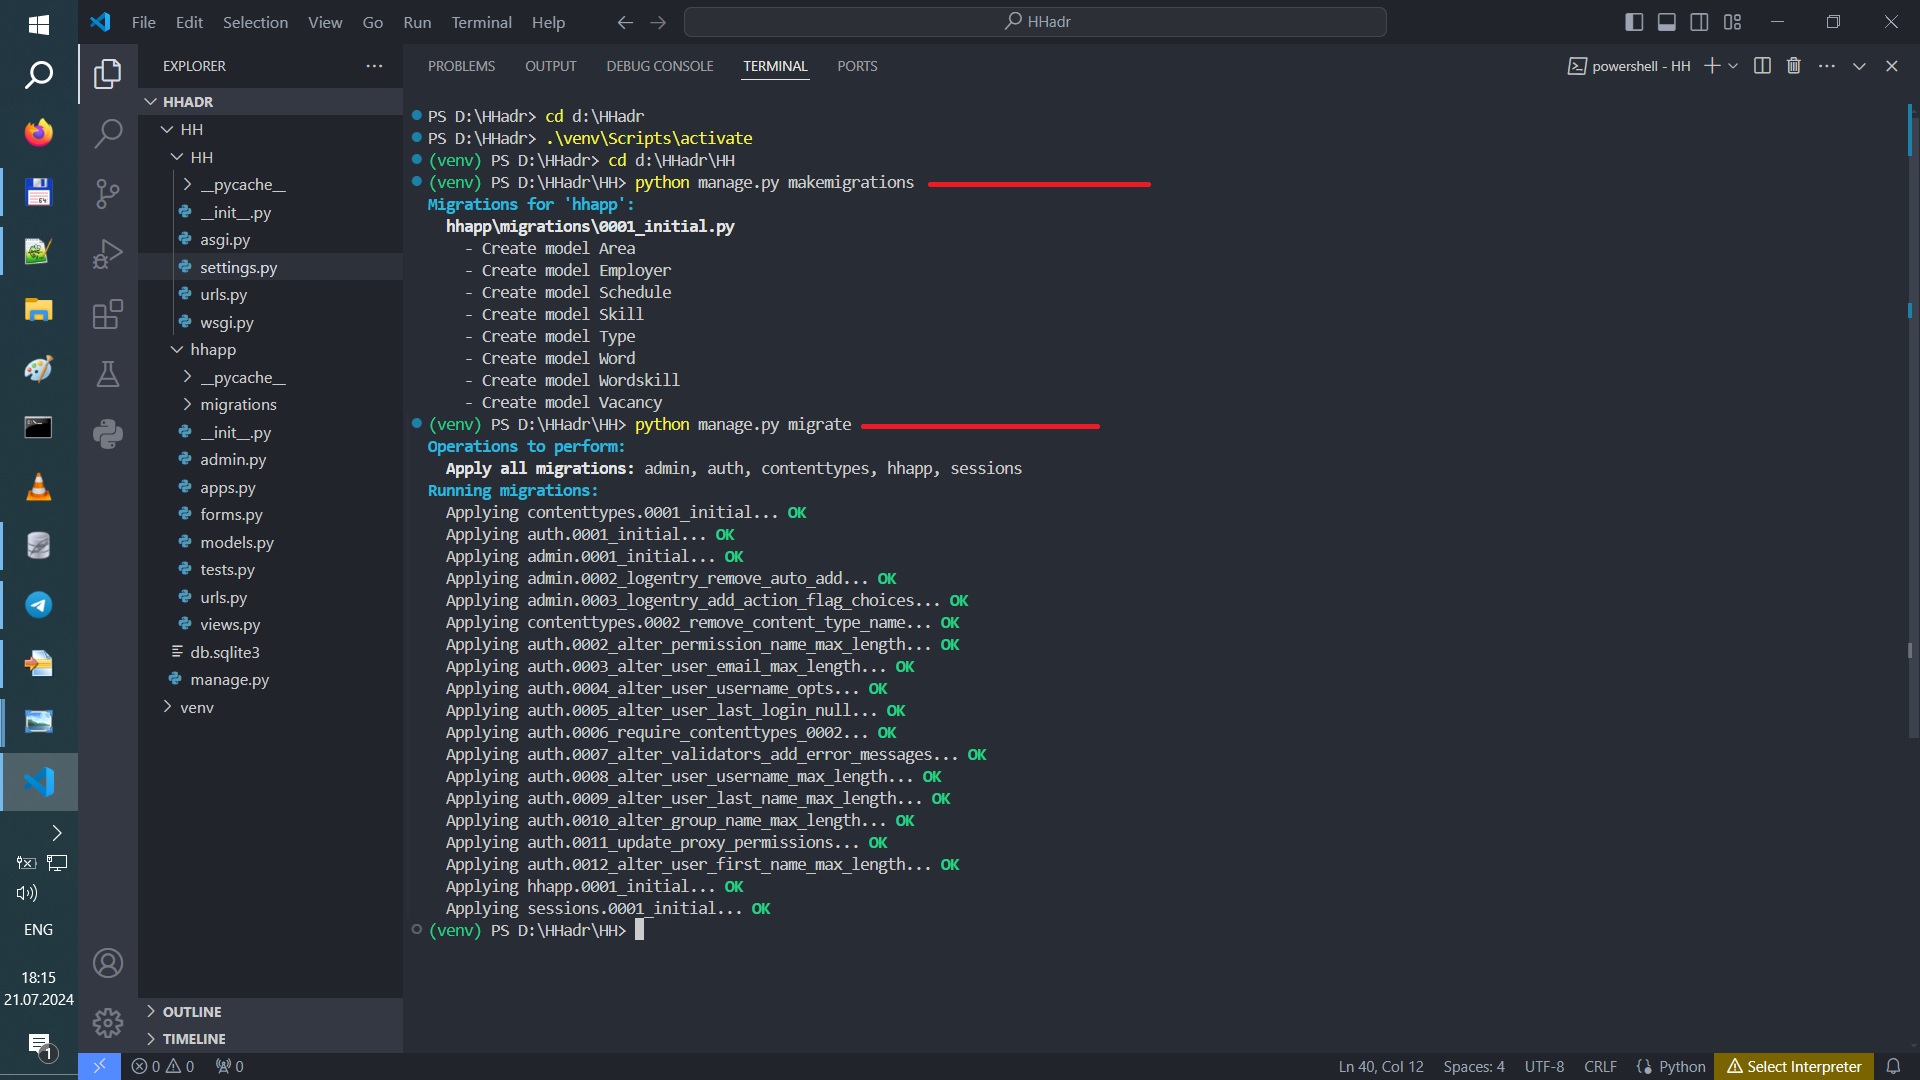 File Edit Selection View Go Run Terminal Help
HHadr
EXPLORER
PROBLEMS OUTPUT DEBUG CONSOLE TERMINAL PORTS
powershell - HH
HHADR
HH
HH
__pycache__
__init__.py
asgi.py
settings.py
urls.py
wsgi.py
hhapp
__pycache__
migrations
__init__.py
admin.py
apps.py
forms.py
models.py
tests.py
urls.py
views.py
db.sqlite3
manage.py
venv
OUTLINE
TIMELINE
PS D:\HHadr> cd d:\HHadr
PS D:\HHadr> .\venv\Scripts\activate
(venv) PS D:\HHadr> cd d:\HHadr\HH
(venv) PS D:\HHadr\HH> python manage.py makemigrations
Migrations for 'hhapp':
hhapp\migrations\0001_initial.py
- Create model Area
- Create model Employer
- Create model Schedule
- Create model Skill
- Create model Type
- Create model Word
- Create model Wordskill
- Create model Vacancy
(venv) PS D:\HHadr\HH> python manage.py migrate
Operations to perform:
Apply all migrations: admin, auth, contenttypes, hhapp, sessions
Running migrations:
Applying contenttypes.0001_initial... OK
Applying auth.0001_initial... OK
Applying admin.0001_initial... OK
Applying admin.0002_logentry_remove_auto_add... OK
Applying admin.0003_logentry_add_action_flag_choices... OK
Applying contenttypes.0002_remove_content_type_name... OK
Applying auth.0002_alter_permission_name_max_length... OK
Applying auth.0003_alter_user_email_max_length... OK
Applying auth.0004_alter_user_username_opts... OK
Applying auth.0005_alter_user_last_login_null... OK
Applying auth.0006_require_contenttypes_0002... OK
Applying auth.0007_alter_validators_add_error_messages... OK
Applying auth.0008_alter_user_username_max_length... OK
Applying auth.0009_alter_user_last_name_max_length... OK
Applying auth.0010_alter_group_name_max_length... OK
Applying auth.0011_update_proxy_permissions... OK
Applying auth.0012_alter_user_first_name_max_length... OK
Applying hhapp.0001_initial... OK
Applying sessions.0001_initial... OK
(venv) PS D:\HHadr\HH>
ENG
18:15
21.07.2024
1
0 0 0
Ln 40, Col 12 Spaces: 4 UTF-8 CRLF Python Select Interpreter